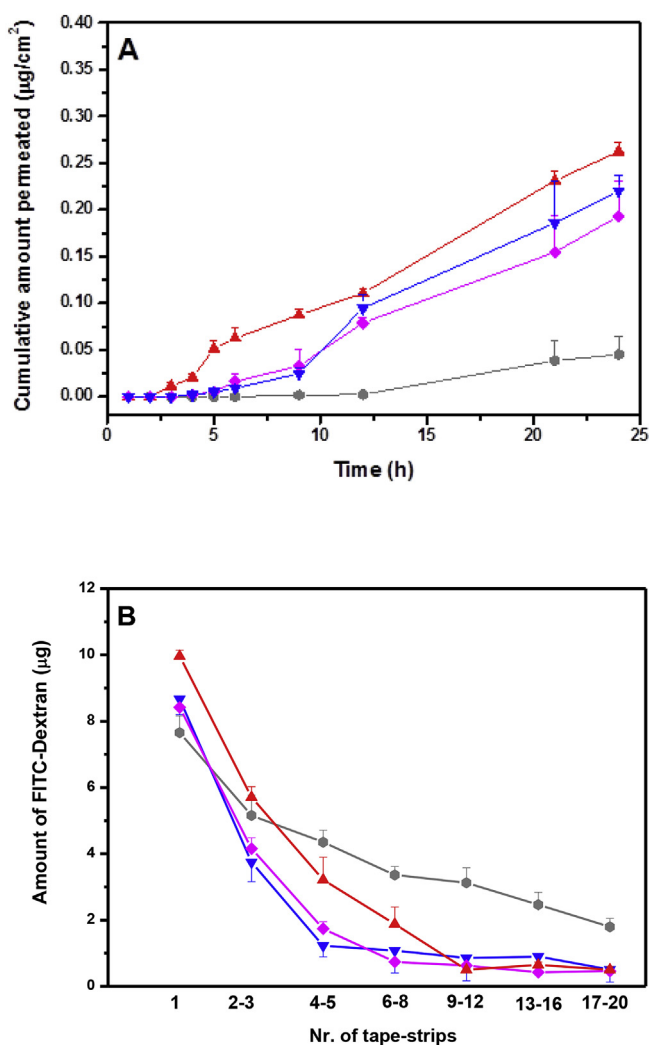 A
0.40
0.35
0.30
0.25
0.20
0.15
0.10
0.05
0.00
Cumulative amount permeated (µg/cm²)
0 5 10 15 20 25
Time (h)
B
12
10
8
6
4
2
0
Amount of FITC-Dextran (µg)
1 2-3 4-5 6-8 9-12 13-16 17-20
Nr. of tape-strips